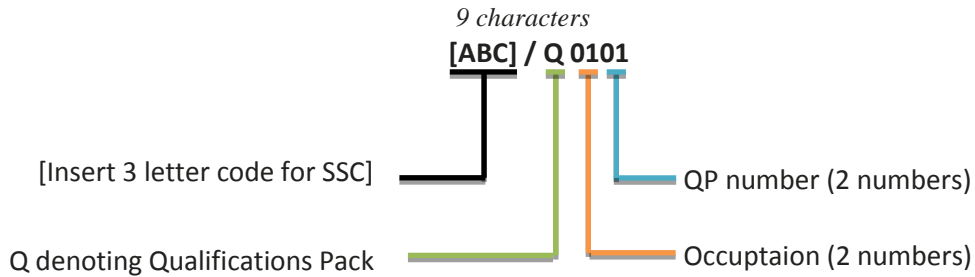 9 characters
[ABC] / Q 0101
[Insert 3 letter code for SSC]
QP number (2 numbers)
Q denoting Qualifications Pack
Occuptaion (2 numbers)